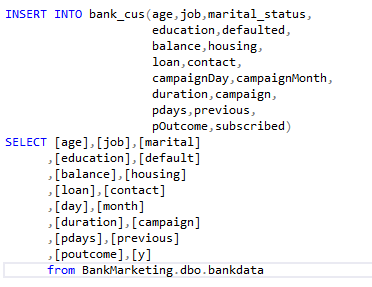 INSERT INTO bank_cus(age,job,marital_status,
education,defaulted,
balance,housing,
loan,contact,
campaignDay,campaignMonth,
duration,campaign,
pdays,previous,
pOutcome,subscribed)
SELECT [age],[job],[marital]
,[education],[default]
,[balance],[housing]
,[loan],[contact]
,[day],[month]
,[duration],[campaign]
,[pdays],[previous]
,[poutcome],[y]
from BankMarketing.dbo.bankdata